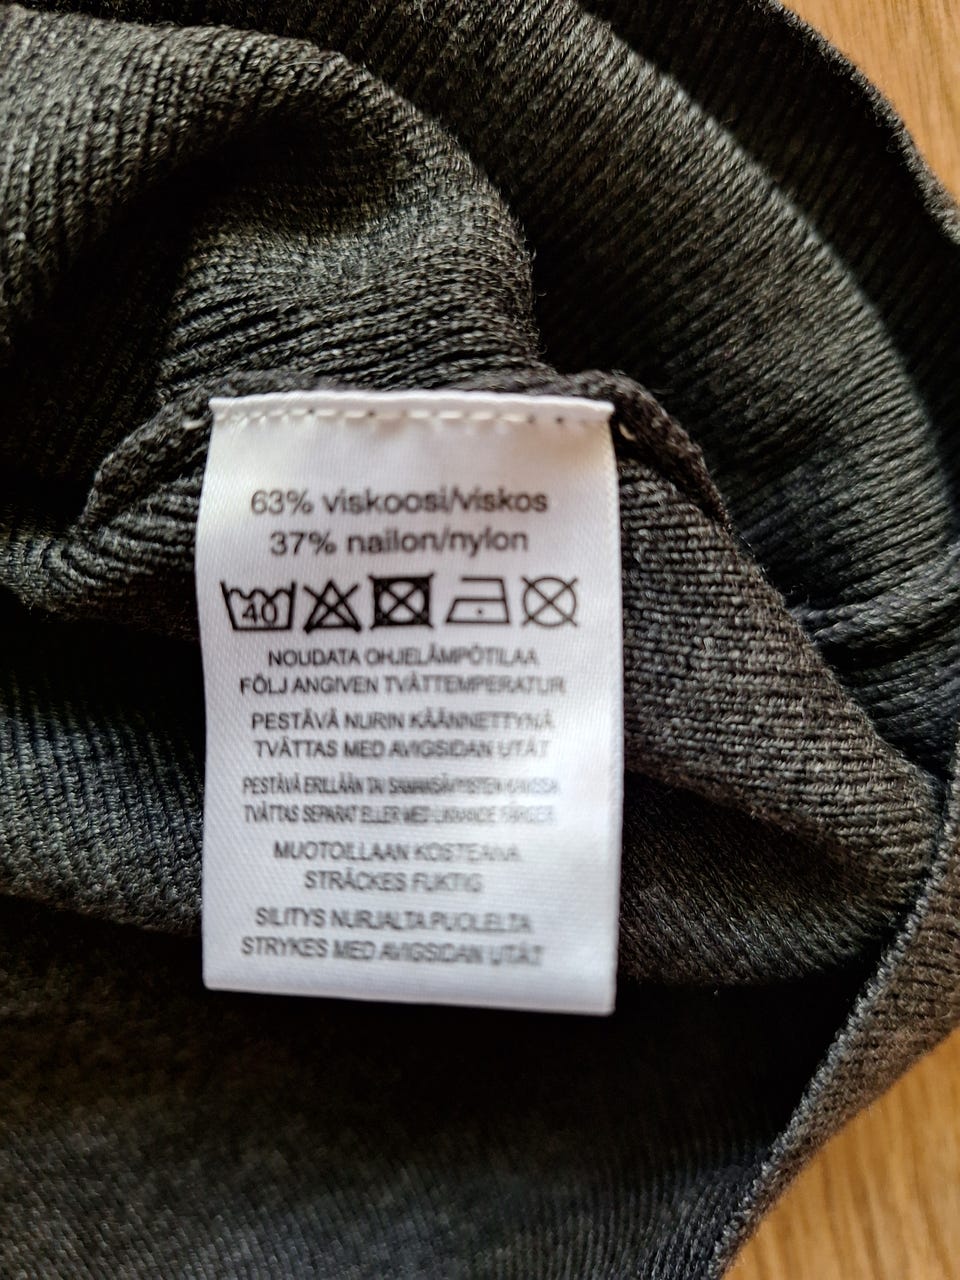 63% viskoosi/viskos
37% nailon/nylon
40
NOUDATA OHJELÄMPÖTILAA
FÖLJ ANGIVEN TVÄTTEMPERATUR
PESTÄVÄ NURIN KÄÄNNETTYNÄ
TVÄTTAS MED AVIGSIDAN UTÅT
PESTÄVÄ ERILLÄÄN TAI SAMANSÄVYISTEN KANSSA
TVÄTTAS SEPARAT ELLER MED LIKNANDE FÄRGER
MUOTOILLAAN KOSTEANA
STRÄCKES FUKTIG
SILITYS NURJALTA PUOLELTA
STRYKES MED AVIGSIDAN UTÅT